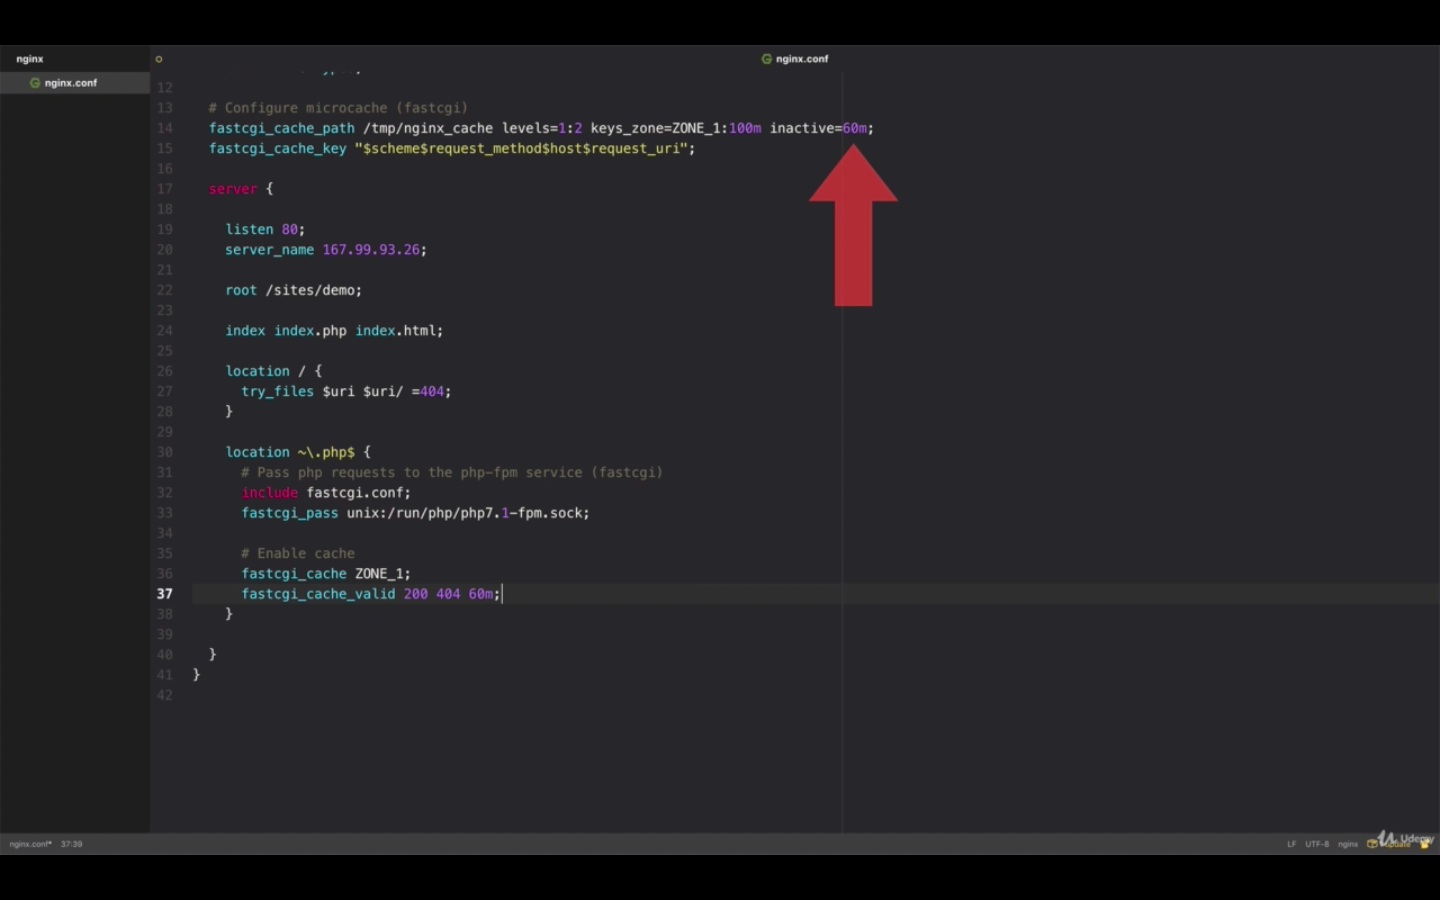 nginx
nginx.conf
nginx.conf
12
13 # Configure microcache (fastcgi)
14 fastcgi_cache_path /tmp/nginx_cache levels=1:2 keys_zone=ZONE_1:100m inactive=60m;
15 fastcgi_cache_key "$scheme$request_method$host$request_uri";
16
17 server {
18
19 listen 80;
20 server_name 167.99.93.26;
21
22 root /sites/demo;
23
24 index index.php index.html;
25
26 location / {
27 try_files $uri $uri/ =404;
28 }
29
30 location ~\.php$ {
31 # Pass php requests to the php-fpm service (fastcgi)
32 include fastcgi.conf;
33 fastcgi_pass unix:/run/php/php7.1-fpm.sock;
34
35 # Enable cache
36 fastcgi_cache ZONE_1;
37 fastcgi_cache_valid 200 404 60m;
38 }
39
40 }
41 }
42
nginx.conf* 37:39 LF UTF-8 nginx update
Udemy